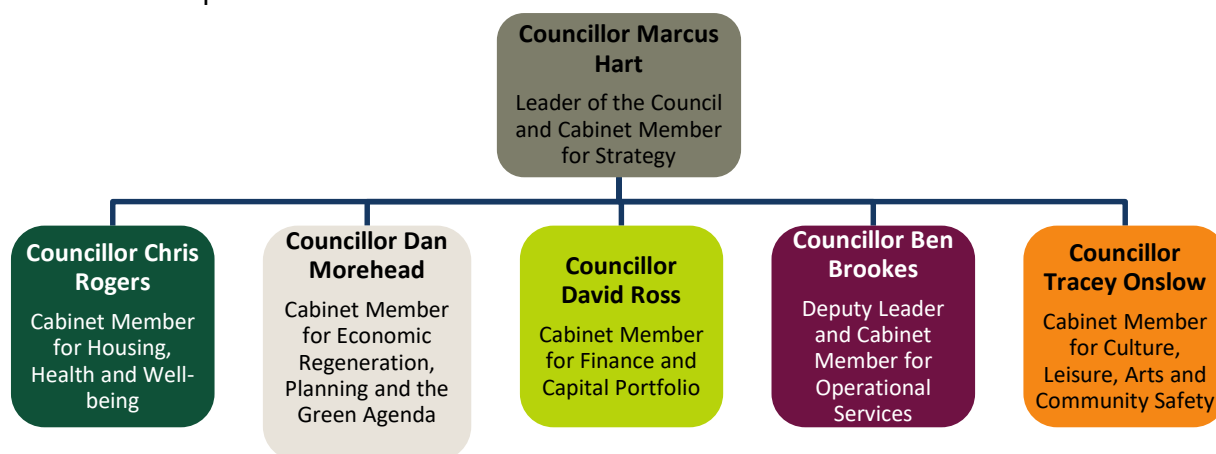 Councillor Marcus
Hart
Leader of the Council
and Cabinet Member
for Strategy
Councillor Chris
Rogers
Cabinet Member
for Housing,
Health and Well-
being
Councillor Dan
Morehead
Cabinet Member
for Economic
Regeneration,
Planning and the
Green Agenda
Councillor
David Ross
Cabinet Member
for Finance and
Capital Portfolio
Councillor Ben
Brookes
Deputy Leader
and Cabinet
Member for
Operational
Services
Councillor
Tracey Onslow
Cabinet Member
for Culture,
Leisure, Arts and
Community Safety